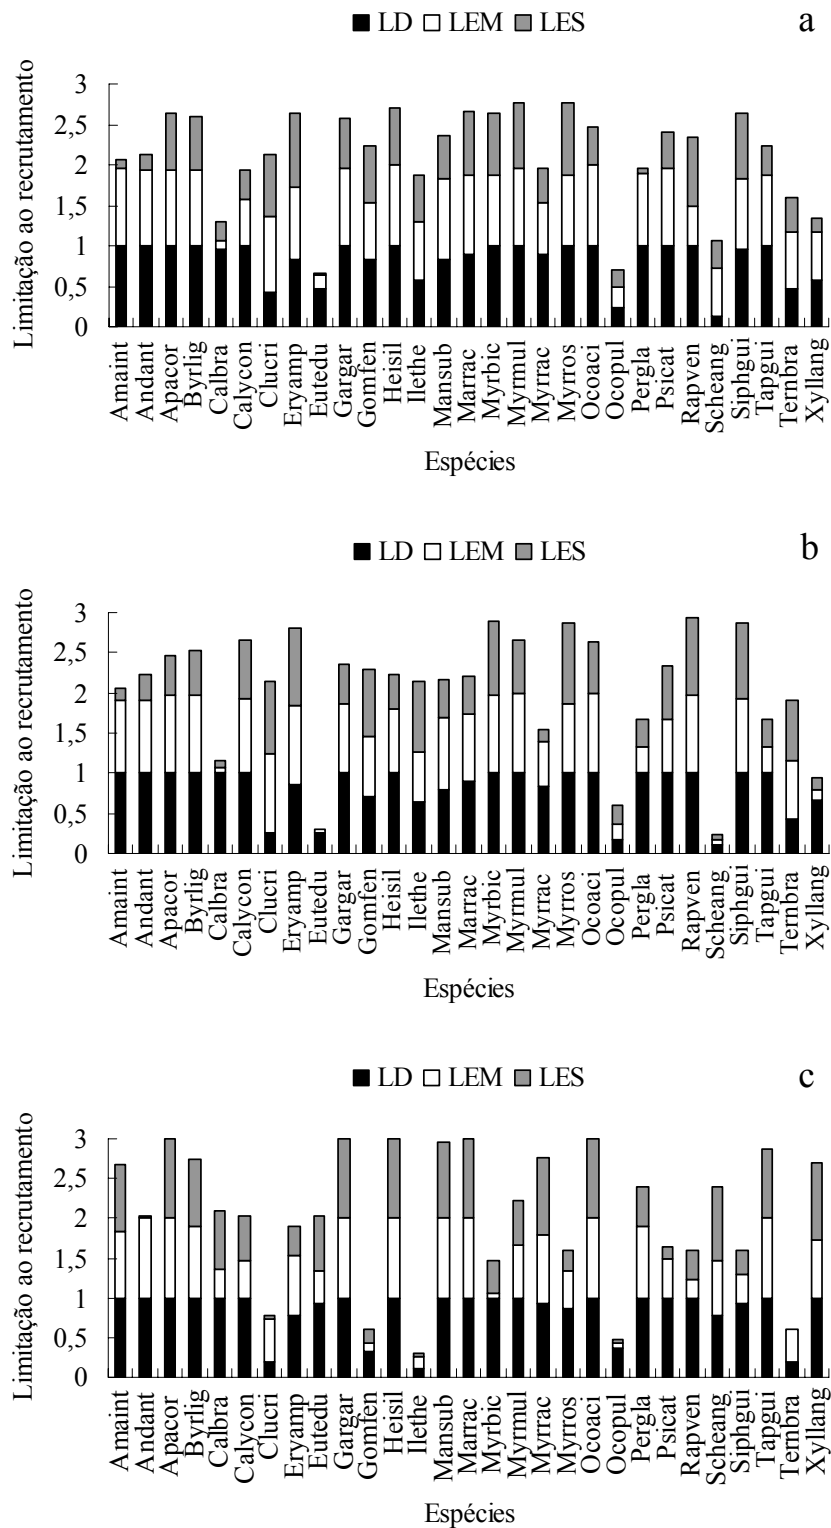 LD LEM LES a
Limitação ao recrutamento
3
2,5
2
1,5
1
0,5
0
Amaint Andant Apacor Byrlig Calbra Calycon Clucri Eryamp Eutedu Gargar Gomfen Heisil Ilethe Mansub Marrac Myrbic Myrmul Myrrac Myrros Ocoaci Ocopul Pergla Psicat Rapven Scheang Siphgui Tapgui Ternbra Xyllang
Espécies
LD LEM LES b
Limitação ao recrutamento
3
2,5
2
1,5
1
0,5
0
Amaint Andant Apacor Byrlig Calbra Calycon Clucri Eryamp Eutedu Gargar Gomfen Heisil Ilethe Mansub Marrac Myrbic Myrmul Myrrac Myrros Ocoaci Ocopul Pergla Psicat Rapven Scheang Siphgui Tapgui Ternbra Xyllang
Espécies
LD LEM LES c
Limitação ao recrutamento
3
2,5
2
1,5
1
0,5
0
Amaint Andant Apacor Byrlig Calbra Calycon Clucri Eryamp Eutedu Gargar Gomfen Heisil Ilethe Mansub Marrac Myrbic Myrmul Myrrac Myrros Ocoaci Ocopul Pergla Psicat Rapven Scheang Siphgui Tapgui Ternbra Xyllang
Espécies